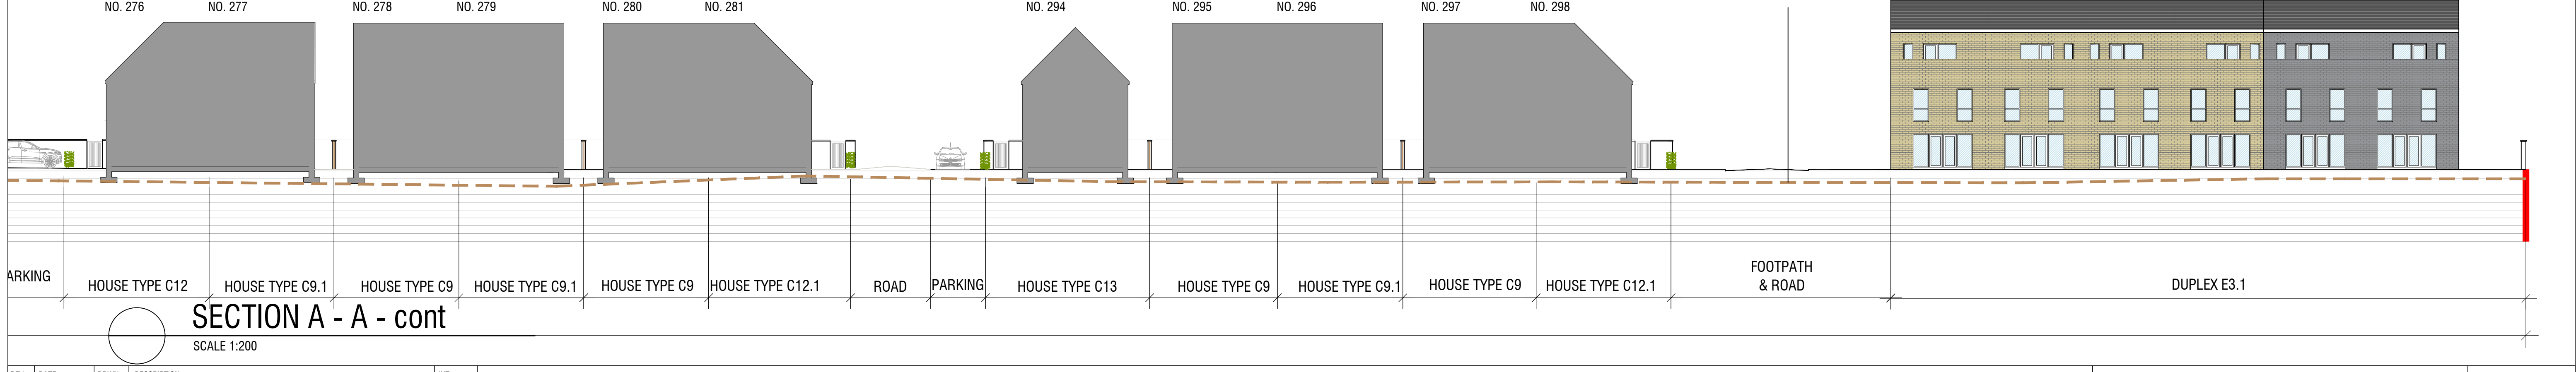 NO. 276 NO. 277 NO. 278 NO. 279 NO. 280 NO. 281 NO. 294 NO. 295 NO. 296 NO. 297 NO. 298
ARKING HOUSE TYPE C12 HOUSE TYPE C9.1 HOUSE TYPE C9 HOUSE TYPE C9.1 HOUSE TYPE C9 HOUSE TYPE C12.1 ROAD PARKING HOUSE TYPE C13 HOUSE TYPE C9 HOUSE TYPE C9.1 HOUSE TYPE C9 HOUSE TYPE C12.1 FOOTPATH
& ROAD DUPLEX E3.1
SECTION A - A - cont
SCALE 1:200